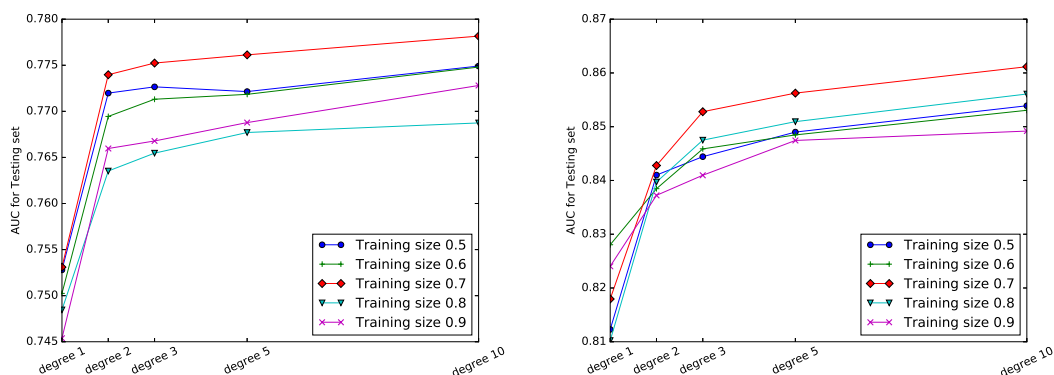 0.780
0.775
0.770
0.765
0.760
0.755
0.750
0.745
AUC for Testing set
degree 1
degree 2
degree 3
degree 5
degree 10
Training size 0.5
Training size 0.6
Training size 0.7
Training size 0.8
Training size 0.9
0.87
0.86
0.85
0.84
0.83
0.82
0.81
AUC for Testing set
degree 1
degree 2
degree 3
degree 5
degree 10
Training size 0.5
Training size 0.6
Training size 0.7
Training size 0.8
Training size 0.9